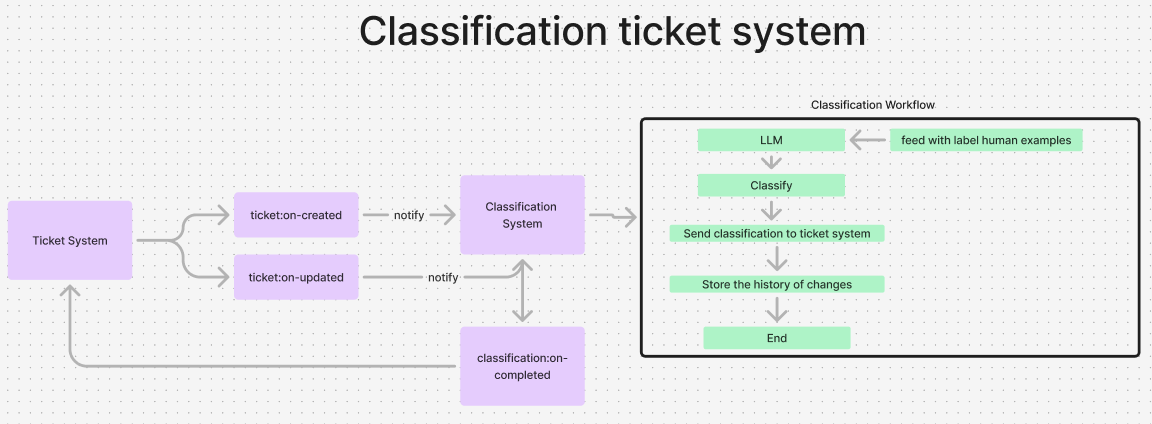 Classification ticket system
Classification Workflow
LLM
feed with label human examples
Classify
Send classification to ticket system
Store the history of changes
End
Ticket System
ticket:on-created
notify
Classification
System
ticket:on-updated
notify
classification:on-
completed